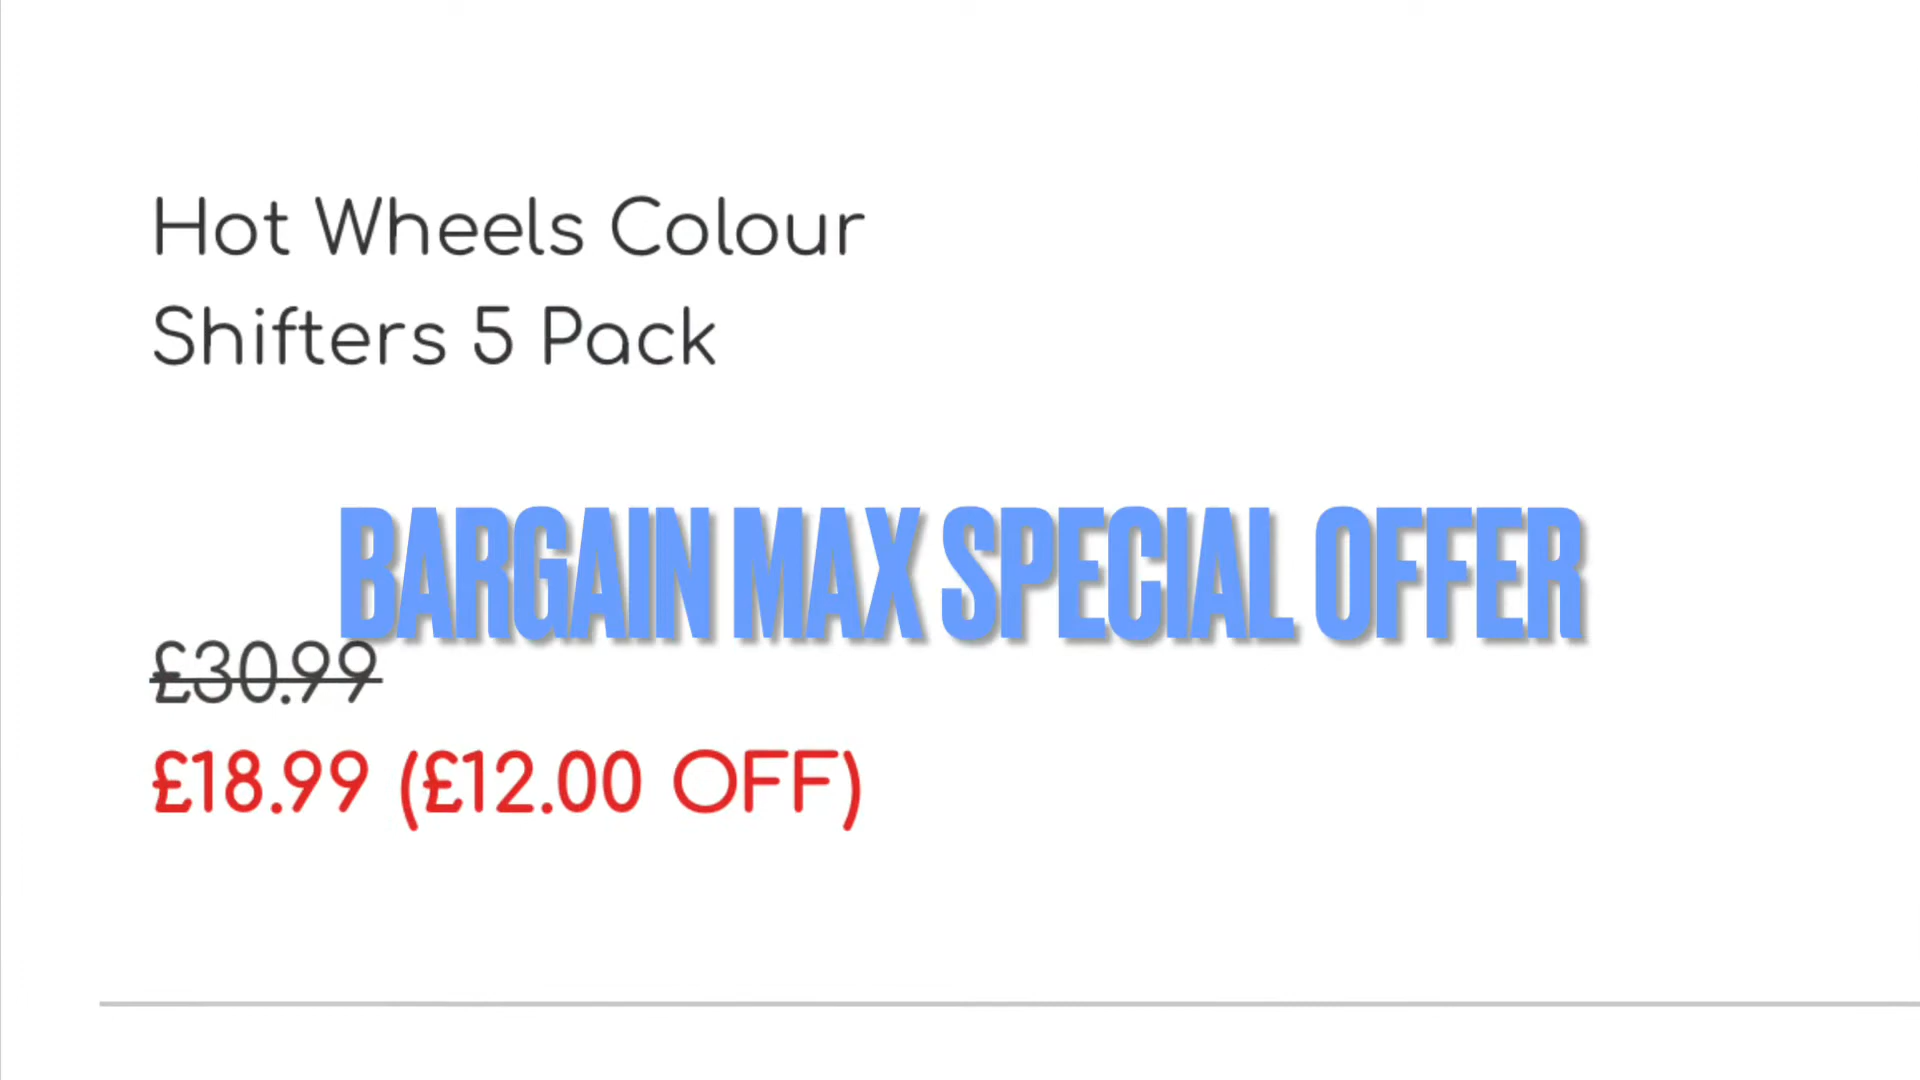 Hot Wheels Colour
Shifters 5 Pack
BARGAIN MAX SPECIAL OFFER
£30.99
£18.99 (£12.00 OFF)